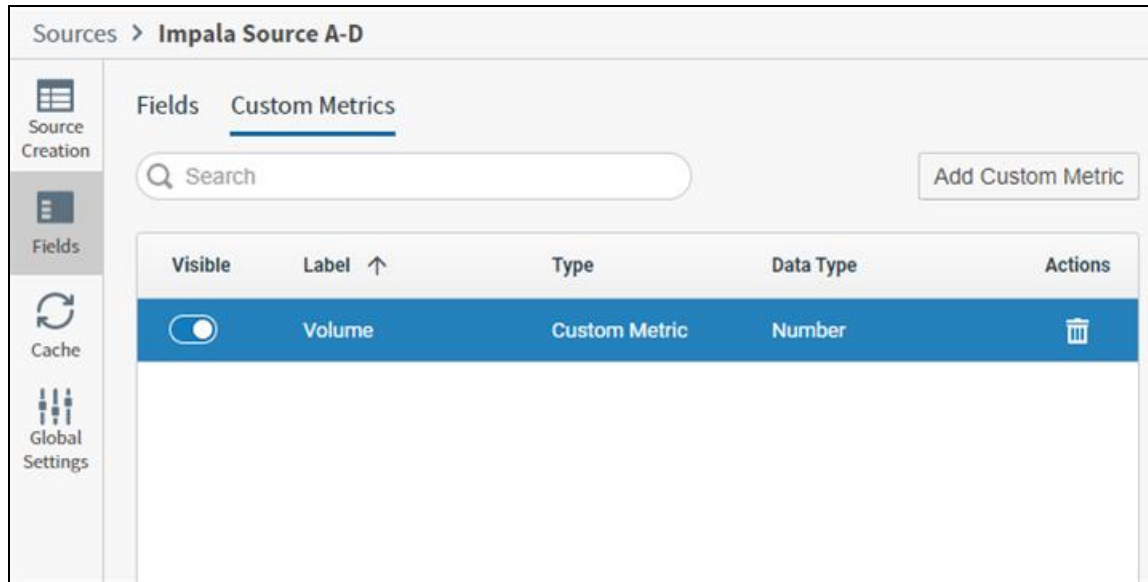 Sources > Impala Source A-D
Source
Creation
Fields
Cache
Global
Settings
Fields Custom Metrics
Search
Add Custom Metric
Visible Label ↑ Type Data Type Actions
Volume Custom Metric Number